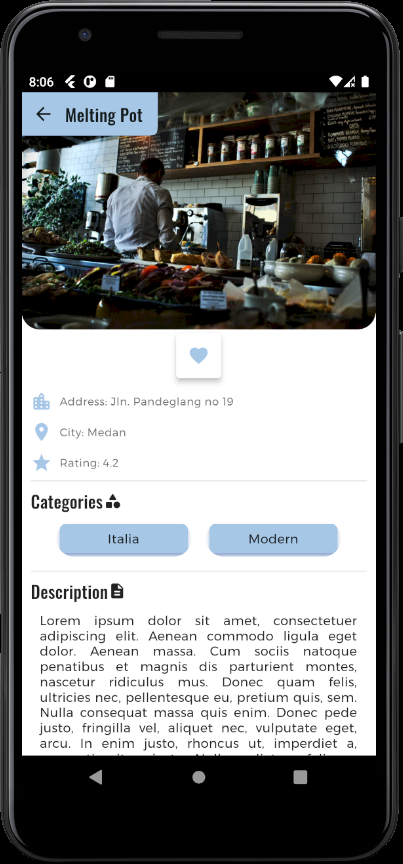 8:06
Melting Pot
Address: Jln. Pandeglang no 19
City: Medan
Rating: 4.2
Categories
Italia
Modern
Description
Lorem ipsum dolor sit amet, consectetuer
adipiscing elit. Aenean commodo ligula eget
dolor. Aenean massa. Cum sociis natoque
penatibus et magnis dis parturient montes,
nascetur ridiculus mus. Donec quam felis,
ultricies nec, pellentesque eu, pretium quis, sem.
Nulla consequat massa quis enim. Donec pede
justo, fringilla vel, aliquet nec, vulputate eget,
arcu. In enim justo, rhoncus ut, imperdiet a,